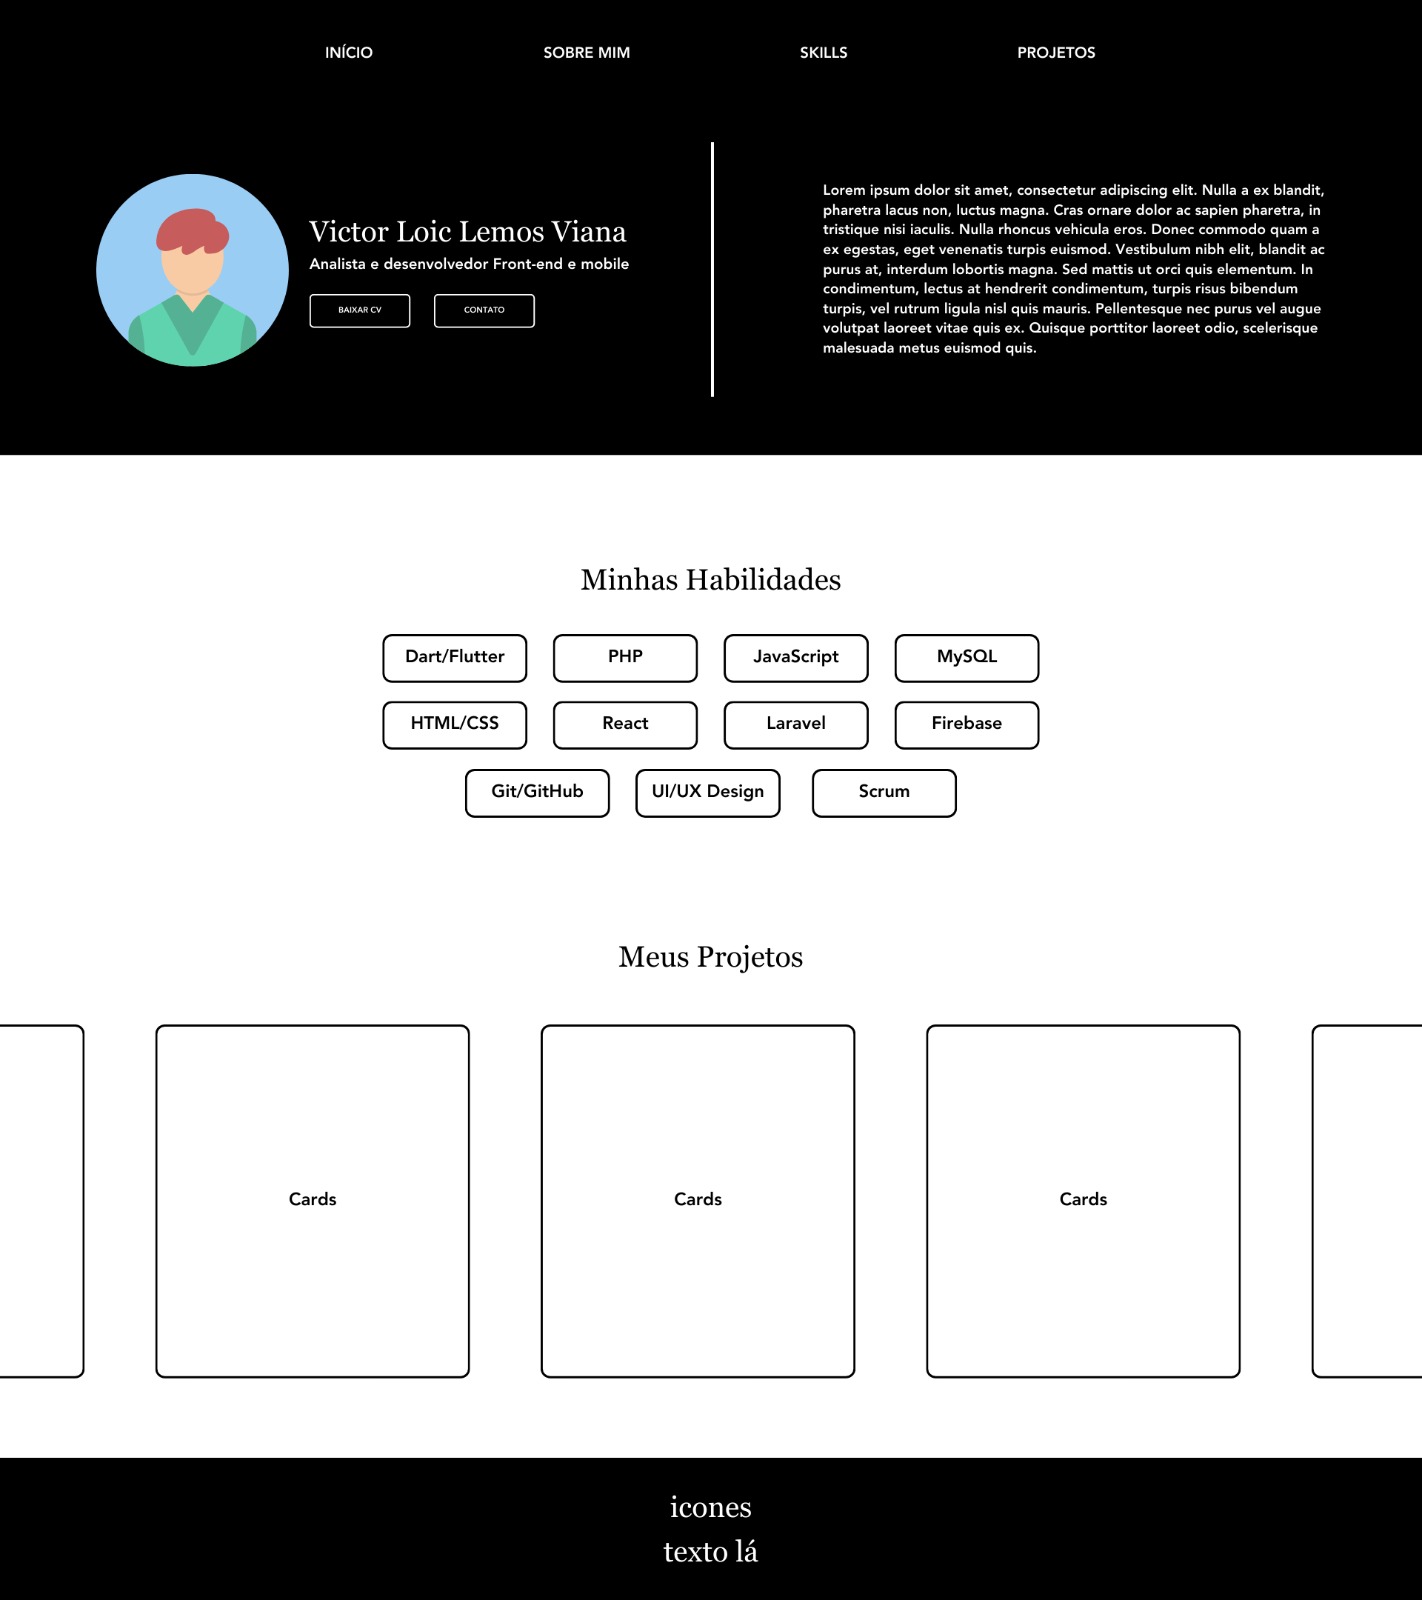 INÍCIO
SOBRE MIM
SKILLS
PROJETOS
Victor Loic Lemos Viana
Analista e desenvolvedor Front-end e mobile
BAIXAR CV
CONTATO
Lorem ipsum dolor sit amet, consectetur adipiscing elit. Nulla a ex blandit,
pharetra lacus non, luctus magna. Cras ornare dolor ac sapien pharetra, in
tristique nisi iaculis. Nulla rhoncus vehicula eros. Donec commodo quam a
ex egestas, eget venenatis turpis euismod. Vestibulum nibh elit, blandit ac
purus at, interdum lobortis magna. Sed mattis ut orci quis elementum. In
condimentum, lectus at hendrerit condimentum, turpis risus bibendum
turpis, vel rutrum ligula nisl quis mauris. Pellentesque nec purus vel augue
volutpat laoreet vitae quis ex. Quisque porttitor laoreet odio, scelerisque
malesuada metus euismod quis.
Minhas Habilidades
Dart/Flutter
PHP
JavaScript
MySQL
HTML/CSS
React
Laravel
Firebase
Git/GitHub
UI/UX Design
Scrum
Meus Projetos
Cards
Cards
Cards
icones
texto lá